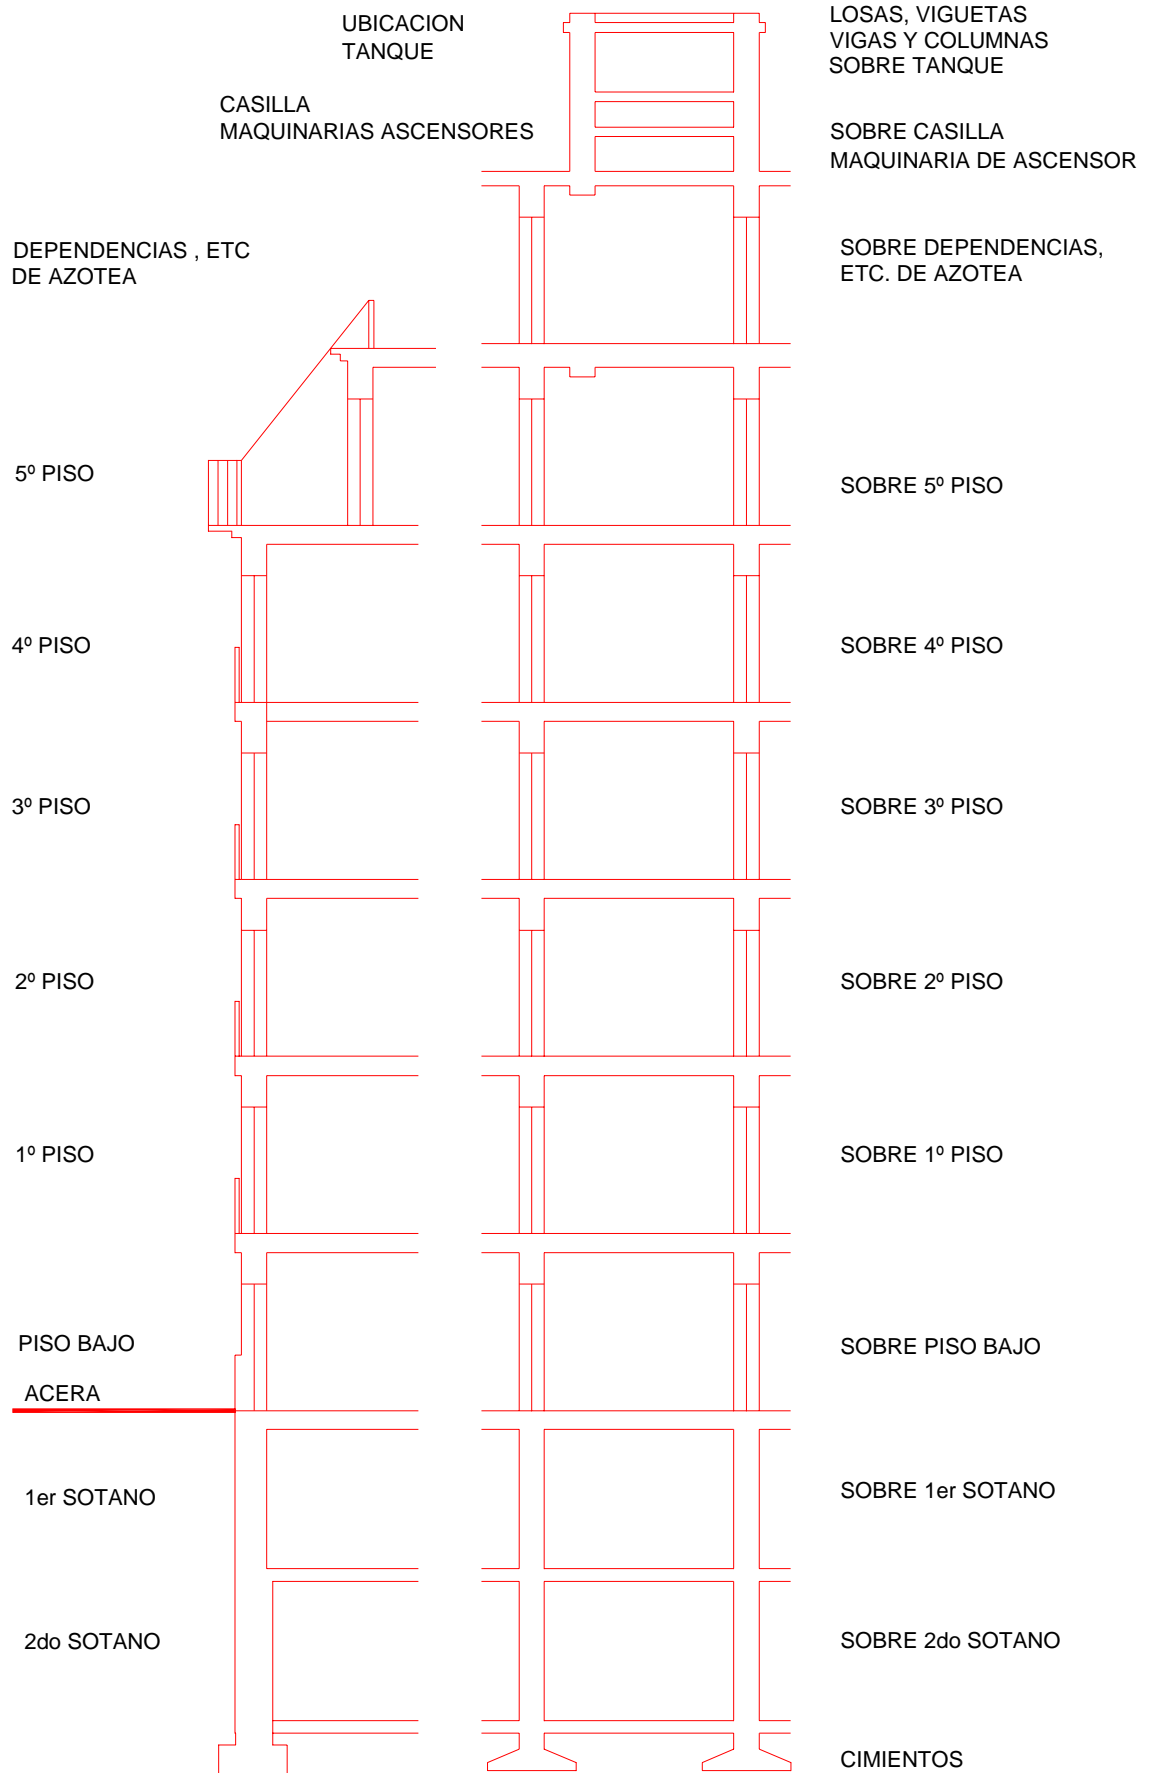 UBICACION
TANQUE
LOSAS, VIGUETAS
VIGAS Y COLUMNAS
SOBRE TANQUE
CASILLA
MAQUINARIAS ASCENSORES
SOBRE CASILLA
MAQUINARIA DE ASCENSOR
DEPENDENCIAS , ETC
DE AZOTEA
SOBRE DEPENDENCIAS,
ETC. DE AZOTEA
5º PISO
SOBRE 5º PISO
4º PISO
SOBRE 4º PISO
3º PISO
SOBRE 3º PISO
2º PISO
SOBRE 2º PISO
1º PISO
SOBRE 1º PISO
PISO BAJO
SOBRE PISO BAJO
ACERA
1er SOTANO
SOBRE 1er SOTANO
2do SOTANO
SOBRE 2do SOTANO
CIMIENTOS